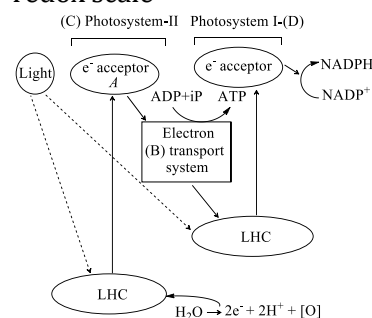 redox scale
(C) Photosystem-II Photosystem I-(D)
Light
e⁻ acceptor
A
e⁻ acceptor
NADPH
NADP⁺
ADP+iP ATP
Electron
(B) transport
system
LHC
LHC
H₂O → 2e⁻ + 2H⁺ + [O]